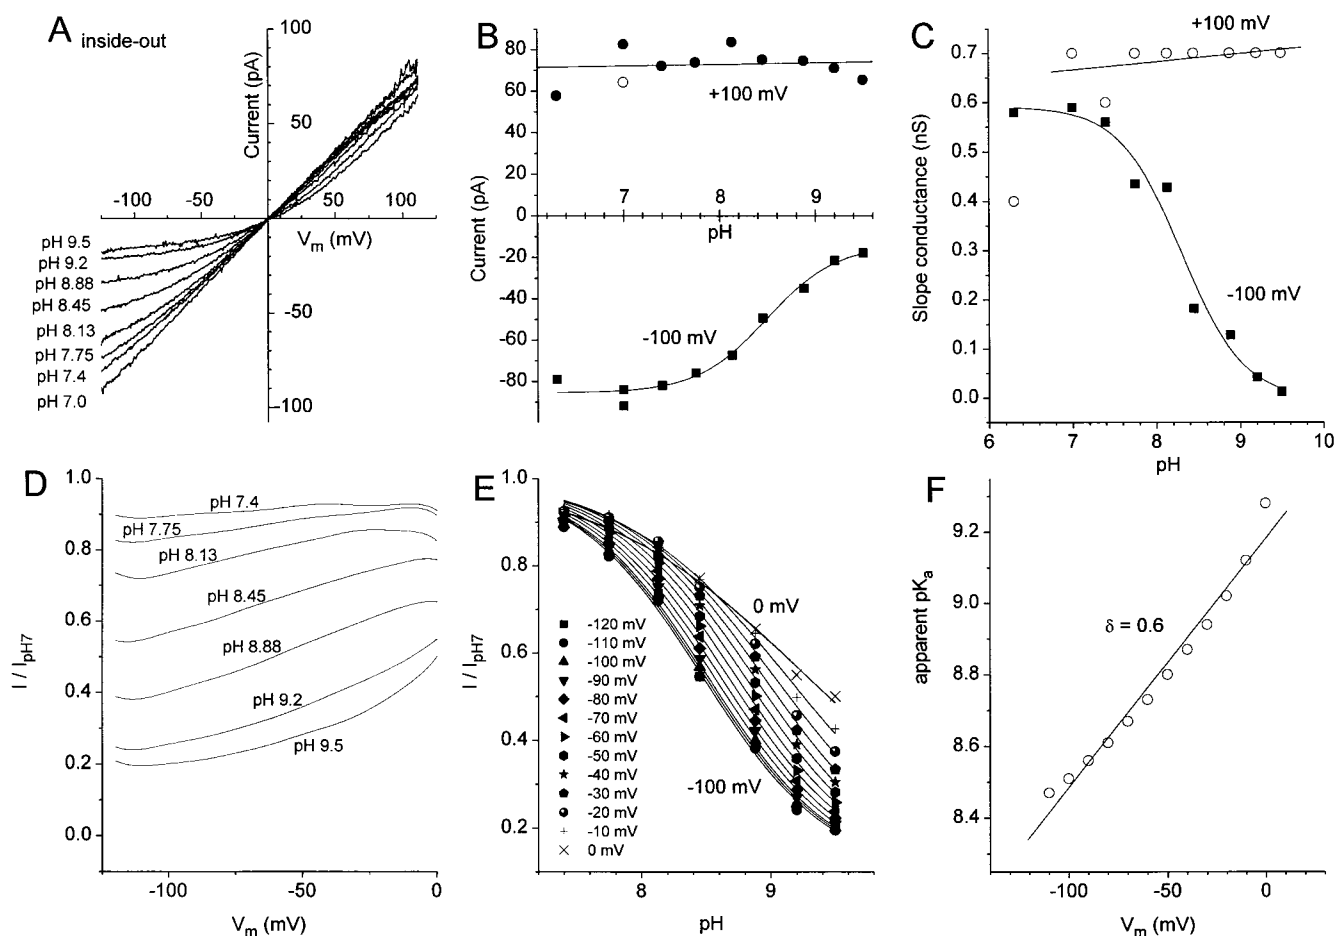 A
inside-out
Current (pA)
100
50
-50
-100
-100
-50
50
100
Vm (mV)
pH 9.5
pH 9.2
pH 8.88
pH 8.45
pH 8.13
pH 7.75
pH 7.4
pH 7.0
B
Current (pA)
80
60
40
20
0
-20
-40
-60
-80
7
8
9
pH
+100 mV
-100 mV
C
Slope conductance (nS)
0.7
0.6
0.5
0.4
0.3
0.2
0.1
0.0
6
7
8
9
10
pH
+100 mV
-100 mV
D
I / IpH7
1.0
0.8
0.6
0.4
0.2
0.0
-100
-50
0
Vm (mV)
pH 7.4
pH 7.75
pH 8.13
pH 8.45
pH 8.88
pH 9.2
pH 9.5
E
I / IpH7
1.0
0.8
0.6
0.4
0.2
8
9
pH
0 mV
-100 mV
-120 mV
-110 mV
-100 mV
-90 mV
-80 mV
-70 mV
-60 mV
-50 mV
-40 mV
-30 mV
-20 mV
-10 mV
0 mV
F
apparent pKa
9.2
9.0
8.8
8.6
8.4
-100
-50
0
Vm (mV)
δ = 0.6